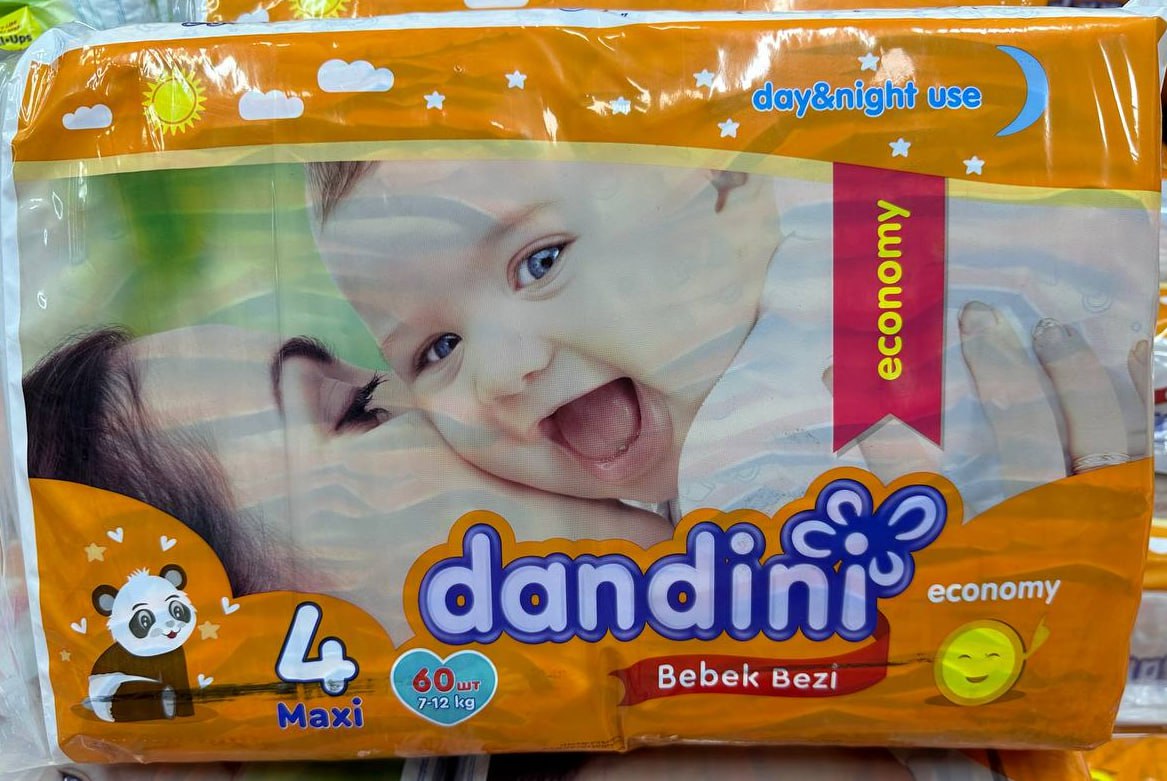 day&night use
economy
dandini
economy
Bebek Bezi
4
Maxi
60 шт
7-12 kg